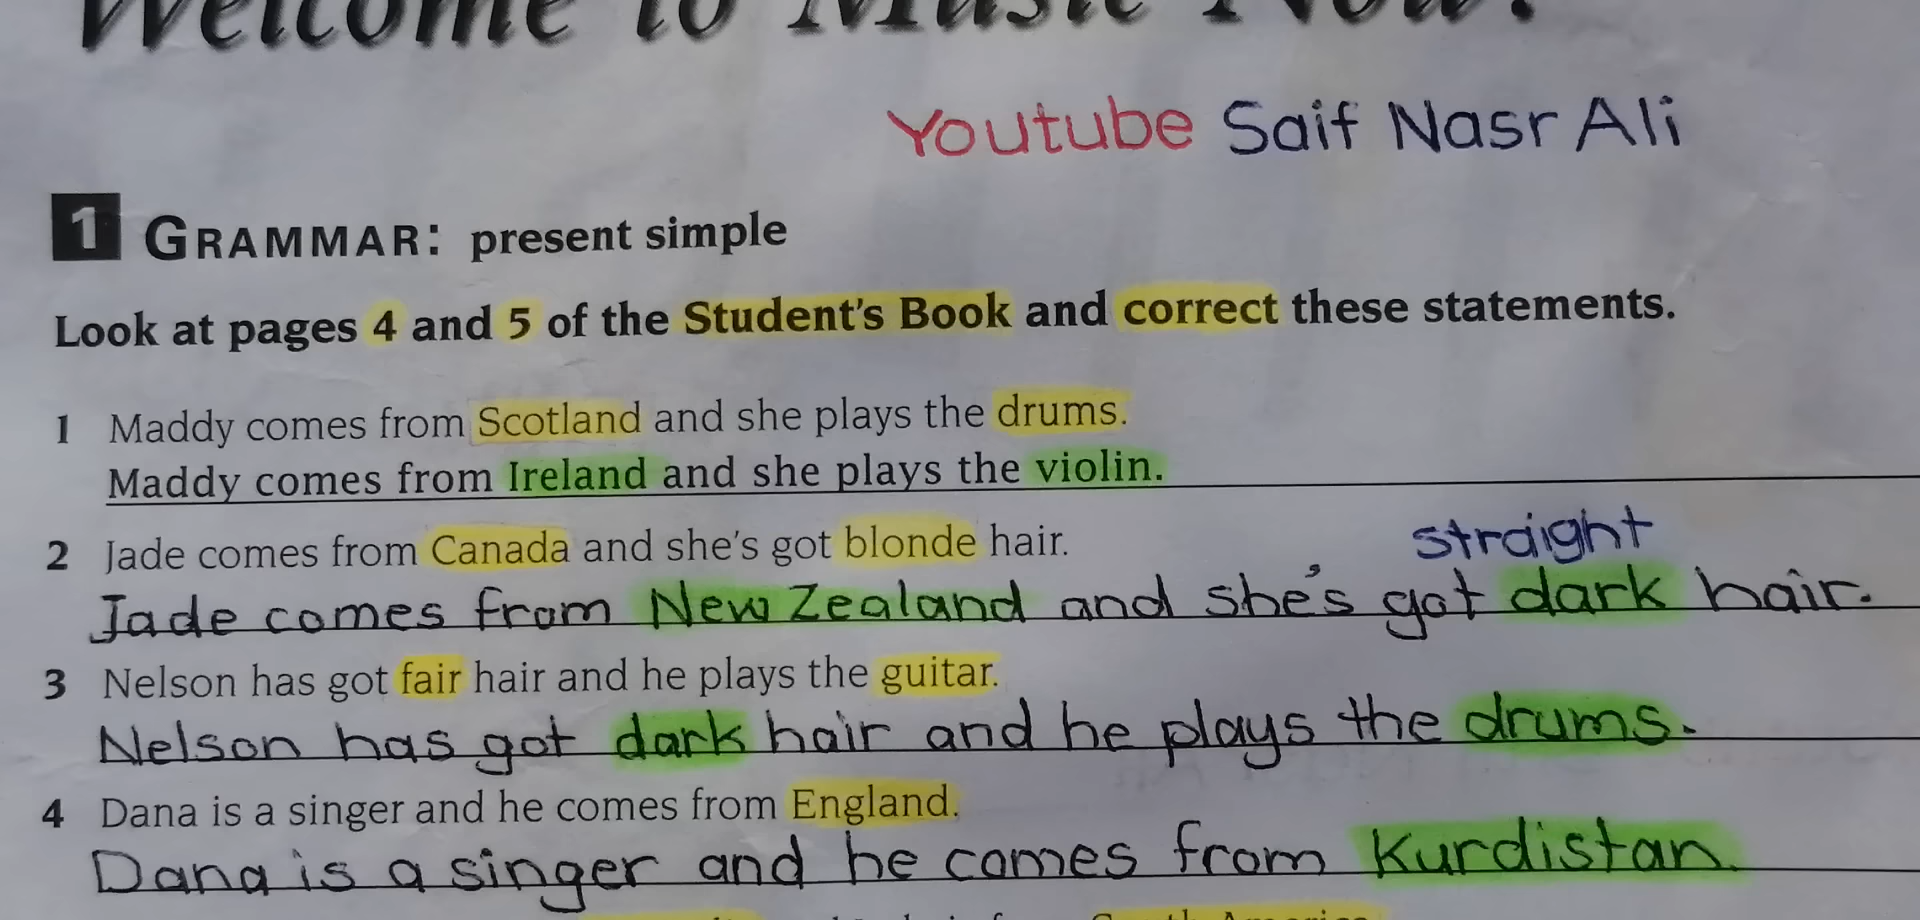 Welcome to Music Now!
Youtube Saif Nasr Ali
1 GRAMMAR: present simple
Look at pages 4 and 5 of the Student's Book and correct these statements.
1 Maddy comes from Scotland and she plays the drums.
Maddy comes from Ireland and she plays the violin.
2 Jade comes from Canada and she's got blonde hair.
straight
Jade comes from New Zealand and she's got dark hair.
3 Nelson has got fair hair and he plays the guitar.
Nelson has got dark hair and he plays the drums.
4 Dana is a singer and he comes from England.
Dana is a singer and he comes from Kurdistan.